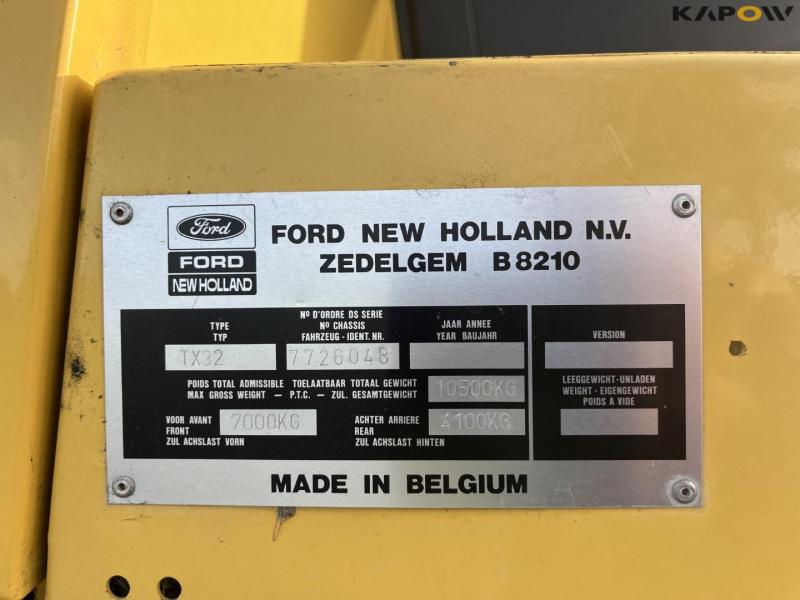 KAPOW
Ford
FORD
NEW HOLLAND
FORD NEW HOLLAND N.V.
ZEDELGEM B8210
TYPE
TYP
TX32
Nº D'ORDRE DS SERIE
Nº CHASSIS
FAHRZEUG-IDENT. NR.
7726048
JAAR ANNEE
YEAR BAUJAHR
VERSION
POIDS TOTAL ADMISSIBLE TOELAATBAAR TOTAAL GEWICHT
MAX GROSS WEIGHT – P.T.C. – ZUL. GESAMTGEWICHT
10500KG
LEEGGEWICHT-UNLADEN
WEIGHT - EIGENGEWICHT
POIDS A VIDE
VOOR AVANT
FRONT
ZUL ACHSLAST VORN
7000KG
ACHTER ARRIERE
REAR
ZUL ACHSLAST HINTEN
4100KG
MADE IN BELGIUM